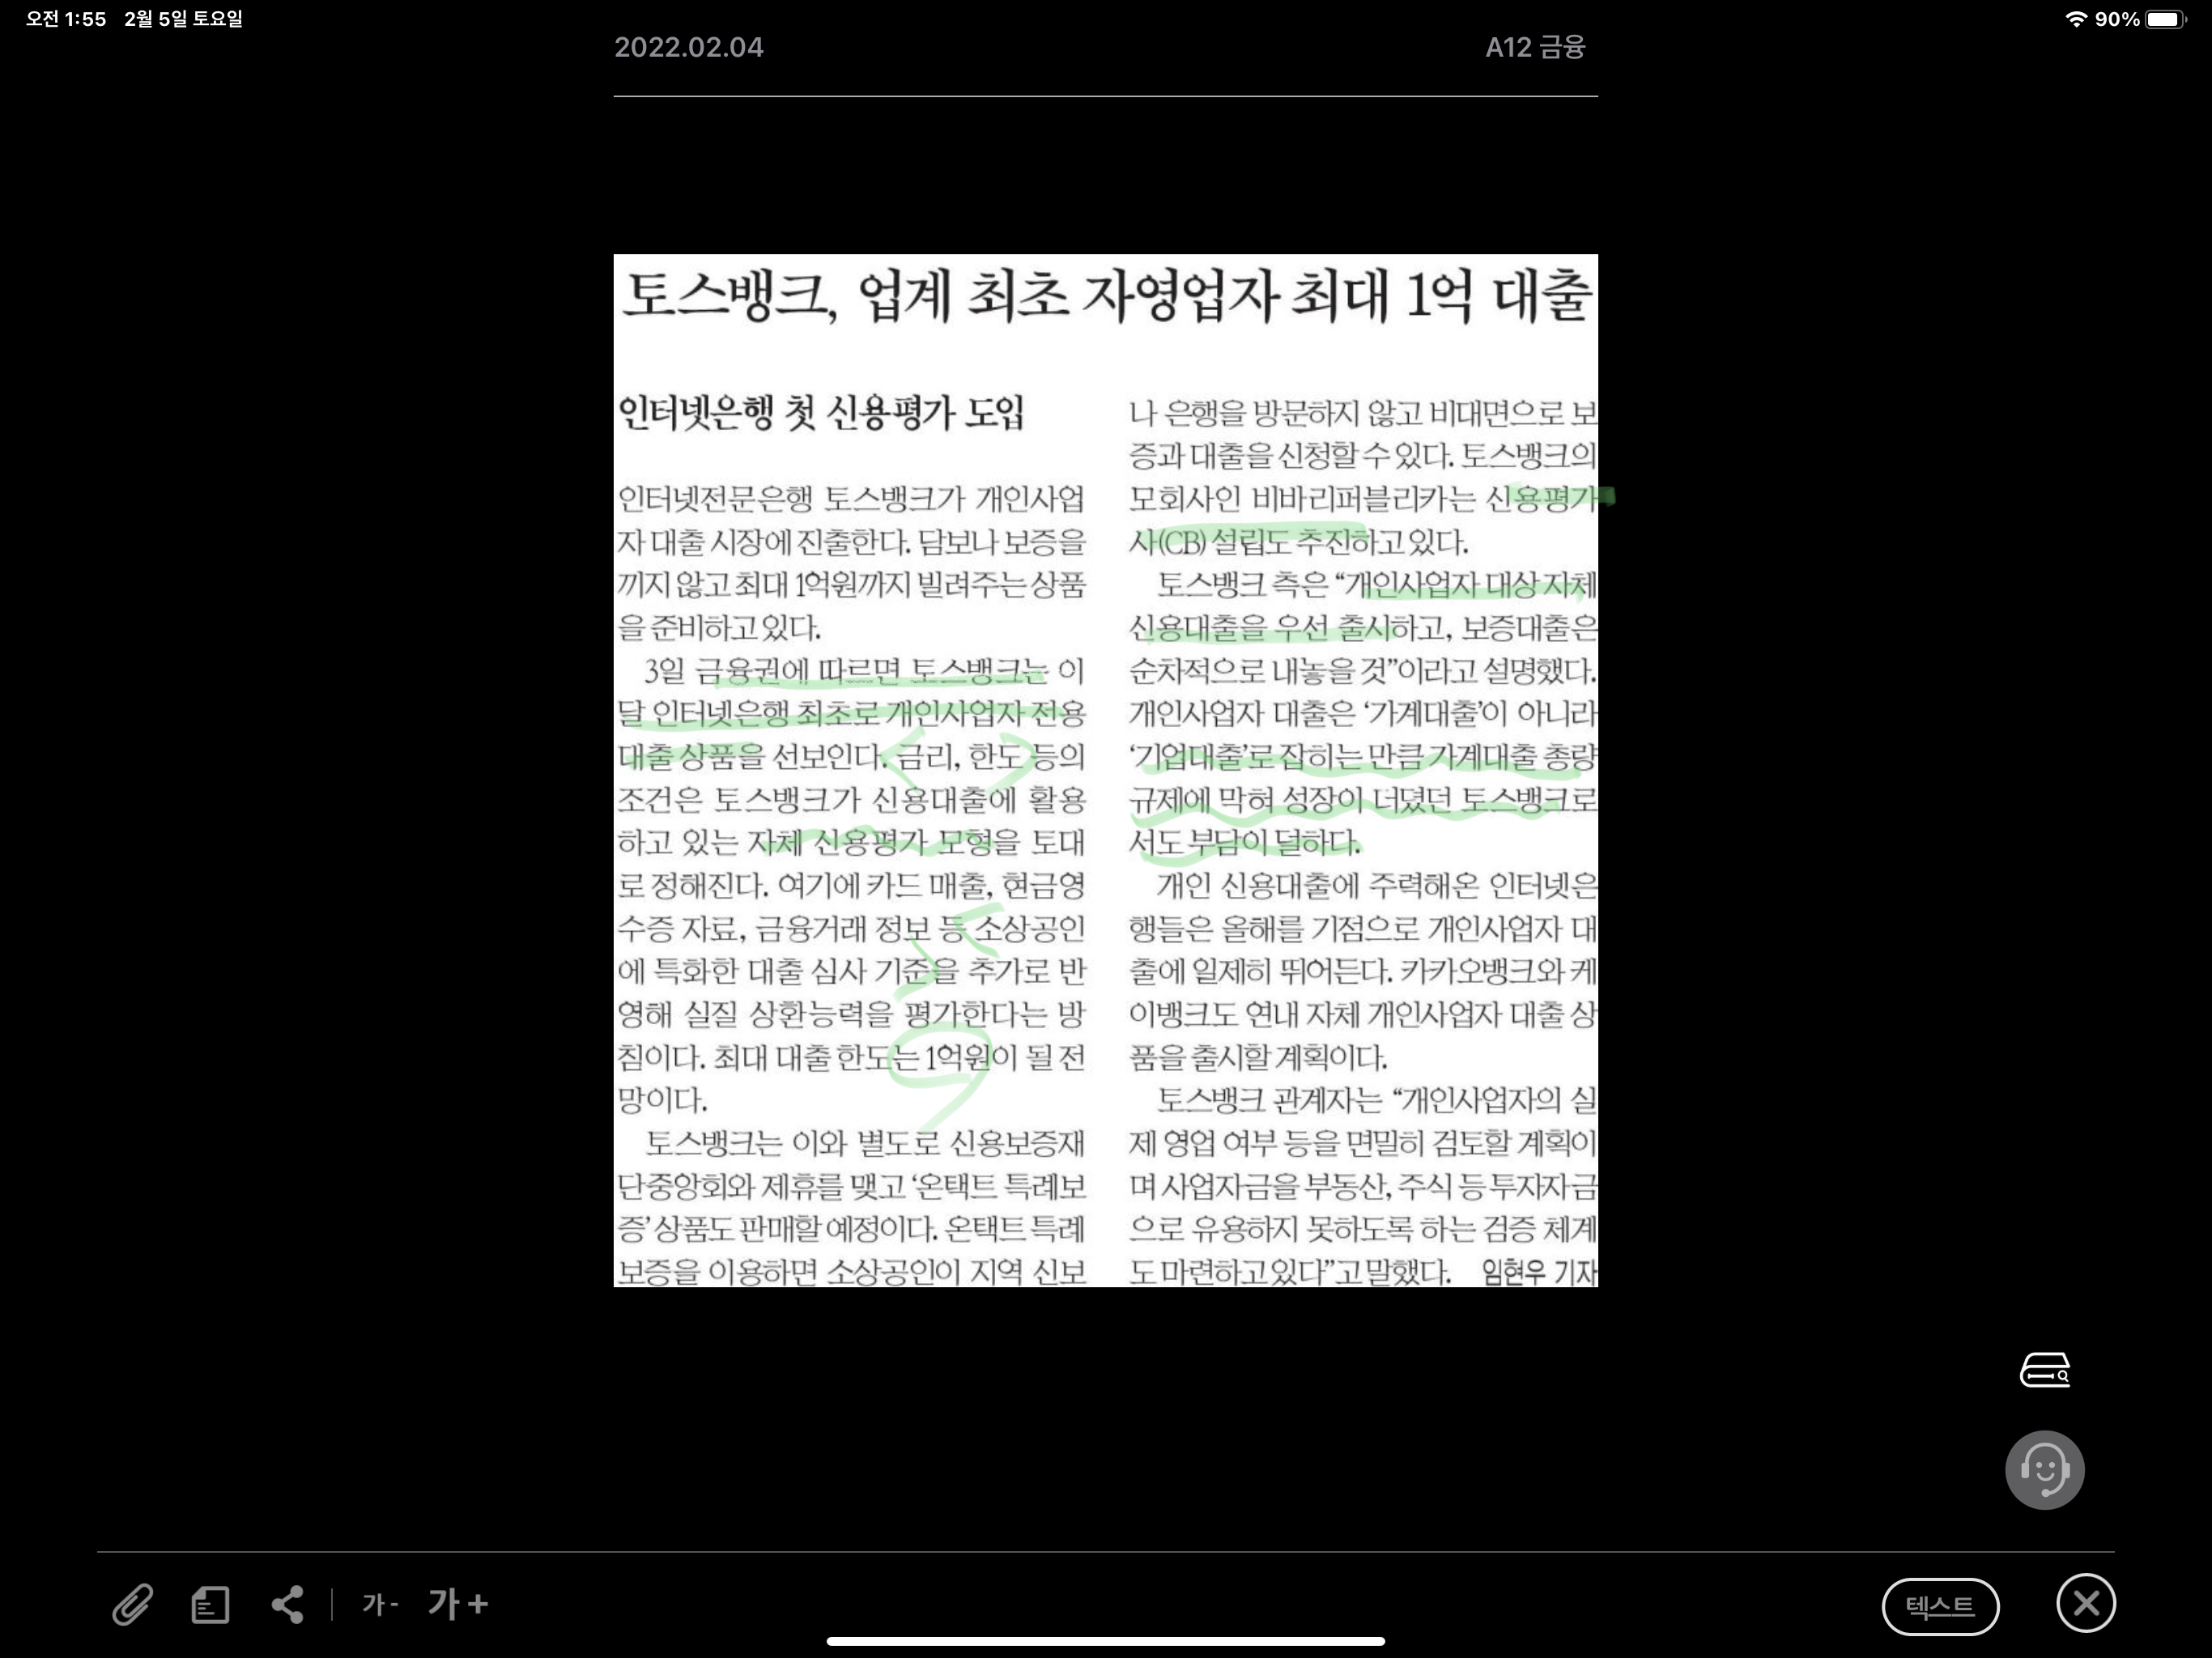 오전 1:55 2월 5일 토요일
90%
2022.02.04
A12 금융
토스뱅크, 업계 최초 자영업자 최대 1억 대출
인터넷은행 첫 신용평가 도입
인터넷전문은행 토스뱅크가 개인사업
자 대출 시장에 진출한다. 담보나 보증을
끼지 않고 최대 1억원까지 빌려주는 상품
을 준비하고 있다.
3일 금융권에 따르면 토스뱅크는 이
달 인터넷은행 최초로 개인사업자 전용
대출 상품을 선보인다. 금리, 한도 등의
조건은 토스뱅크가 신용대출에 활용
하고 있는 자체 신용평가 모형을 토대
로 정해진다. 여기에 카드 매출, 현금영
수증 자료, 금융거래 정보 등 소상공인
에 특화한 대출 심사 기준을 추가로 반
영해 실질 상환능력을 평가한다는 방
침이다. 최대 대출 한도는 1억원이 될 전
망이다.
토스뱅크는 이와 별도로 신용보증재
단중앙회와 제휴를 맺고 ‘온택트 특례보
증’ 상품도 판매할 예정이다. 온택트 특례
보증을 이용하면 소상공인이 지역 신보
나 은행을 방문하지 않고 비대면으로 보
증과 대출을 신청할 수 있다. 토스뱅크의
모회사인 비바리퍼블리카는 신용평가
사(CB) 설립도 추진하고 있다.
토스뱅크 측은 “개인사업자 대상 자체
신용대출을 우선 출시하고, 보증대출은
순차적으로 내놓을 것”이라고 설명했다.
개인사업자 대출은 ‘가계대출’이 아니라
‘기업대출’로 잡히는 만큼 가계대출 총량
규제에 막혀 성장이 더뎠던 토스뱅크로
서도 부담이 덜하다.
개인 신용대출에 주력해온 인터넷은
행들은 올해를 기점으로 개인사업자 대
출에 일제히 뛰어든다. 카카오뱅크와 케
이뱅크도 연내 자체 개인사업자 대출 상
품을 출시할 계획이다.
토스뱅크 관계자는 “개인사업자의 실
제 영업 여부 등을 면밀히 검토할 계획이
며 사업자금을 부동산, 주식 등 투자자금
으로 유용하지 못하도록 하는 검증 체계
도 마련하고 있다”고 말했다. 임현우 기자
가- 가+
텍스트